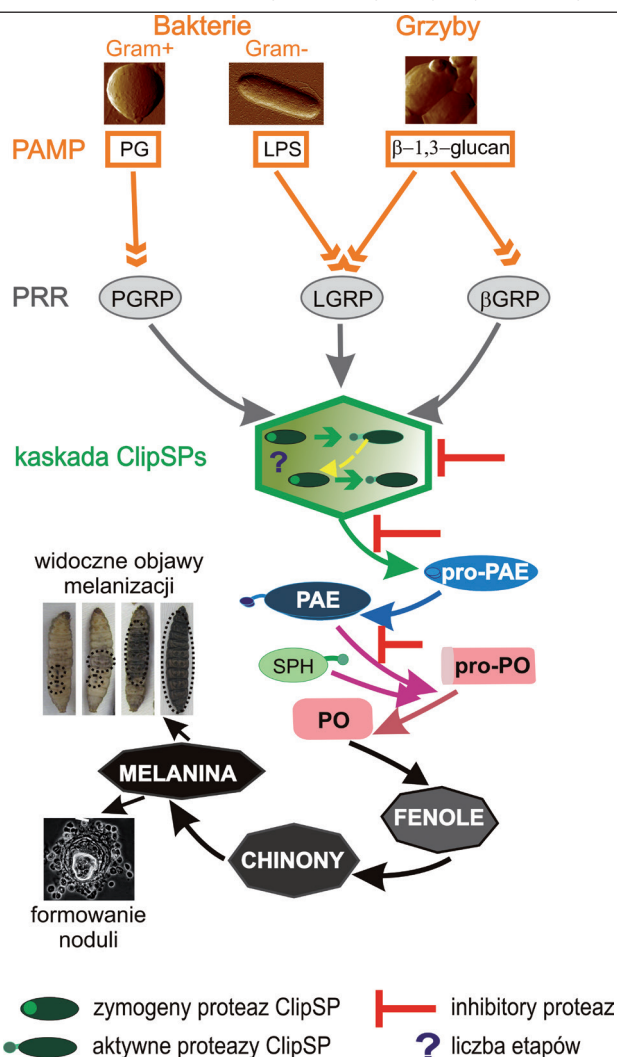 Bakterie
Grzyby
Gram+
Gram-
PAMP
PG
LPS
β–1,3–glucan
PRR
PGRP
LGRP
βGRP
kaskada ClipSPs
?
widoczne objawy
melanizacji
pro-PAE
PAE
SPH
pro-PO
PO
MELANINA
FENOLE
CHINONY
formowanie
noduli
zymogeny proteaz ClipSP
inhibitory proteaz
aktywne proteazy ClipSP
? liczba etapów